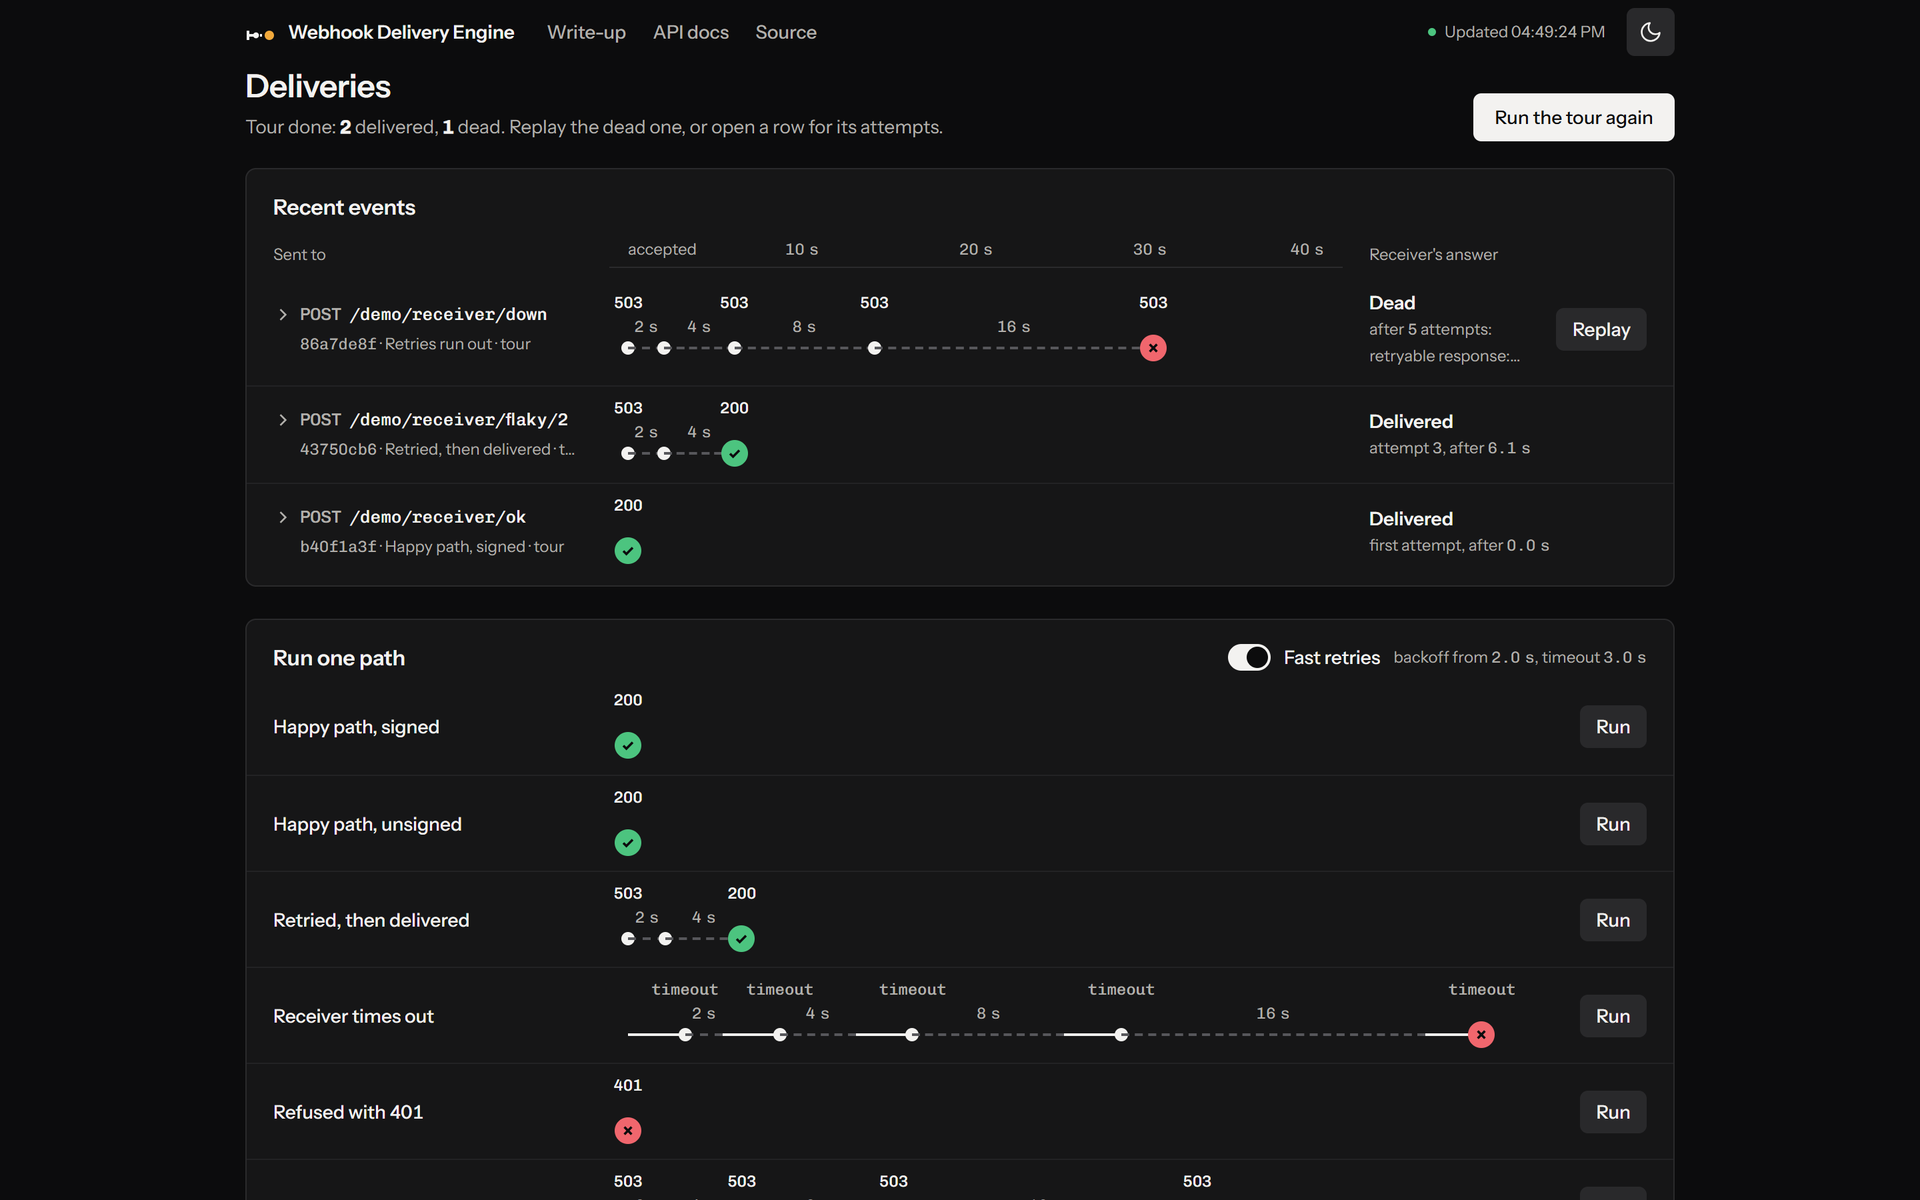 Webhook Delivery Engine Write-up API docs Source Updated 04:49:24 PM
Deliveries
Tour done: 2 delivered, 1 dead. Replay the dead one, or open a row for its attempts.
Run the tour again
Recent events
Sent to accepted 10 s 20 s 30 s 40 s Receiver's answer
503 503 503 503
2 s 4 s 8 s 16 s
POST /demo/receiver/down
86a7de8f · Retries run out · tour
Dead
after 5 attempts:
retryable response:...
Replay
503 200
2 s 4 s
POST /demo/receiver/flaky/2
43750cb6 · Retried, then delivered · t...
Delivered
attempt 3, after 6.1 s
200
POST /demo/receiver/ok
b40f1a3f · Happy path, signed · tour
Delivered
first attempt, after 0.0 s
Run one path Fast retries backoff from 2.0 s, timeout 3.0 s
200
Happy path, signed Run
200
Happy path, unsigned Run
503 200
2 s 4 s
Retried, then delivered Run
timeout timeout timeout timeout timeout
2 s 4 s 8 s 16 s
Receiver times out Run
401
Refused with 401 Run
503 503 503 503